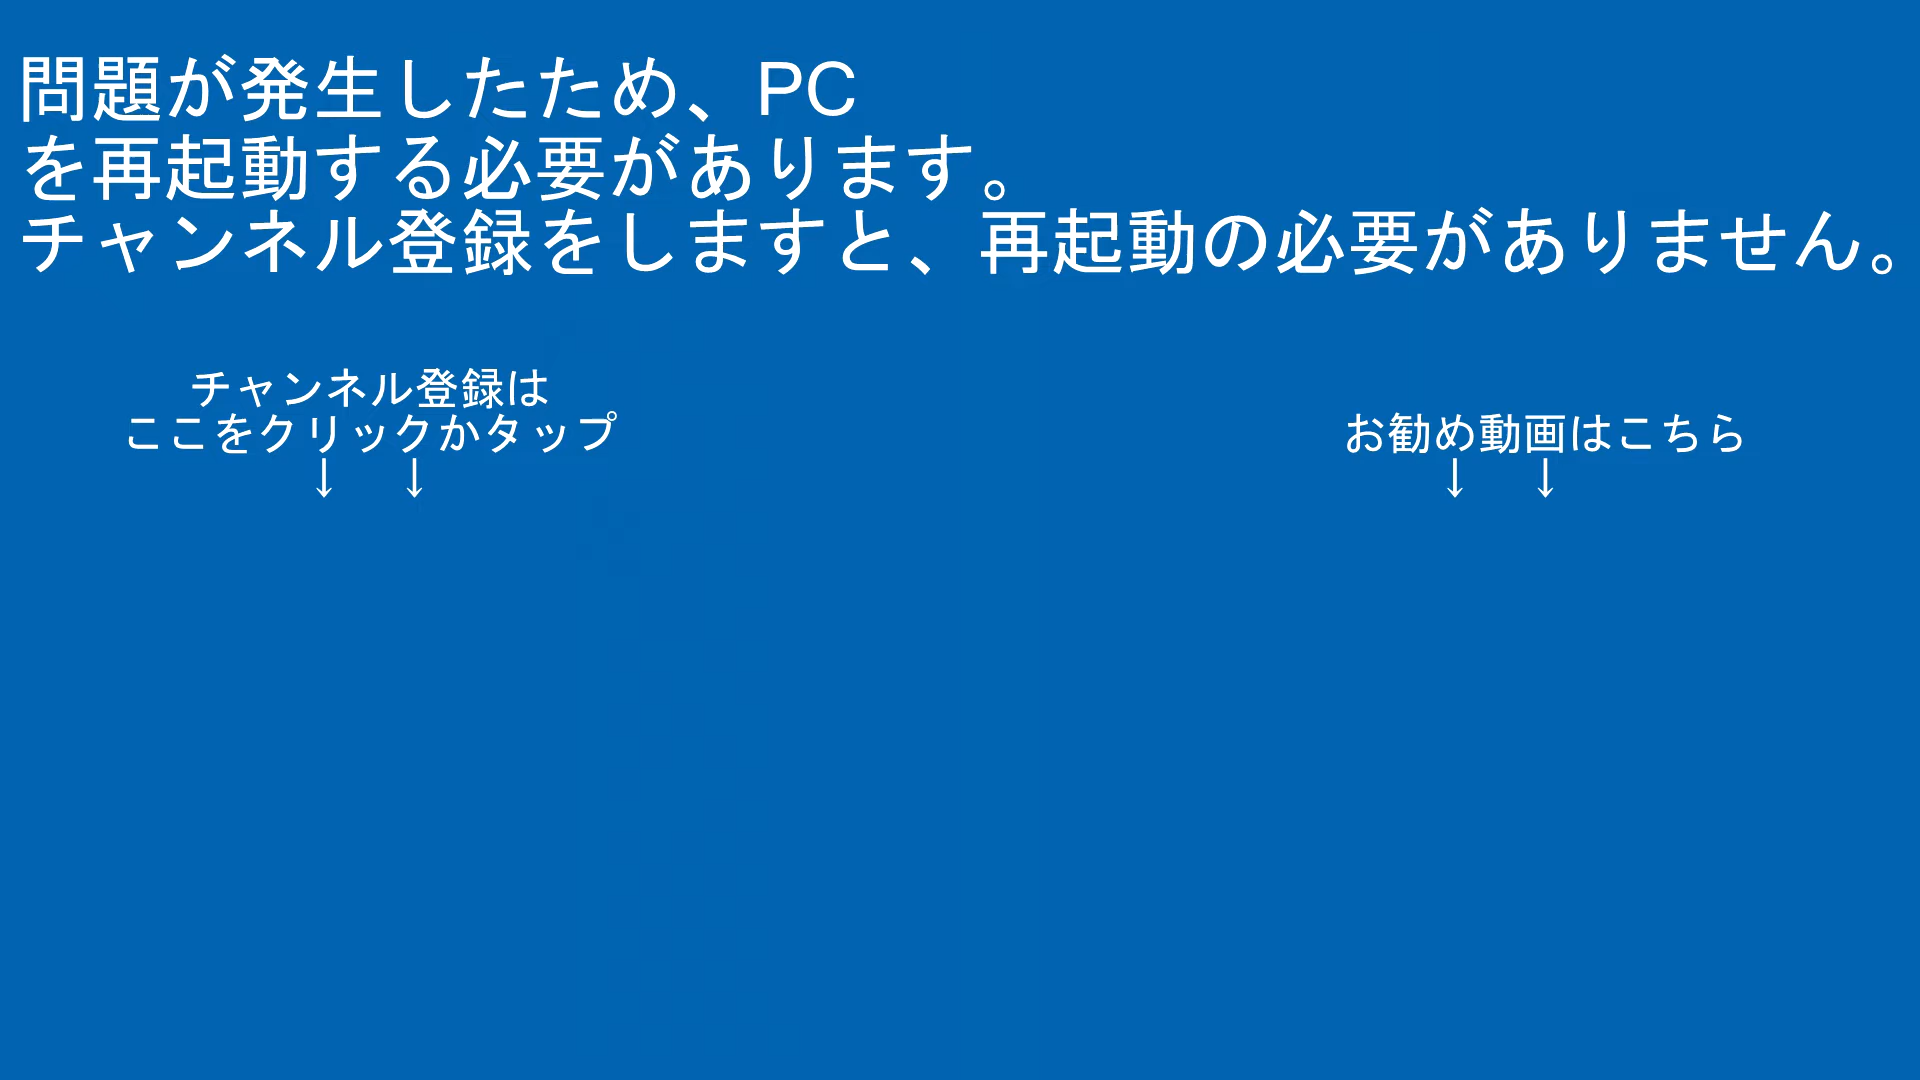 問題が発生したため、PC
を再起動する必要があります。
チャンネル登録をしますと、再起動の必要がありません。
チャンネル登録は
ここをクリックかタップ
↓ ↓
お勧め動画はこちら
↓ ↓